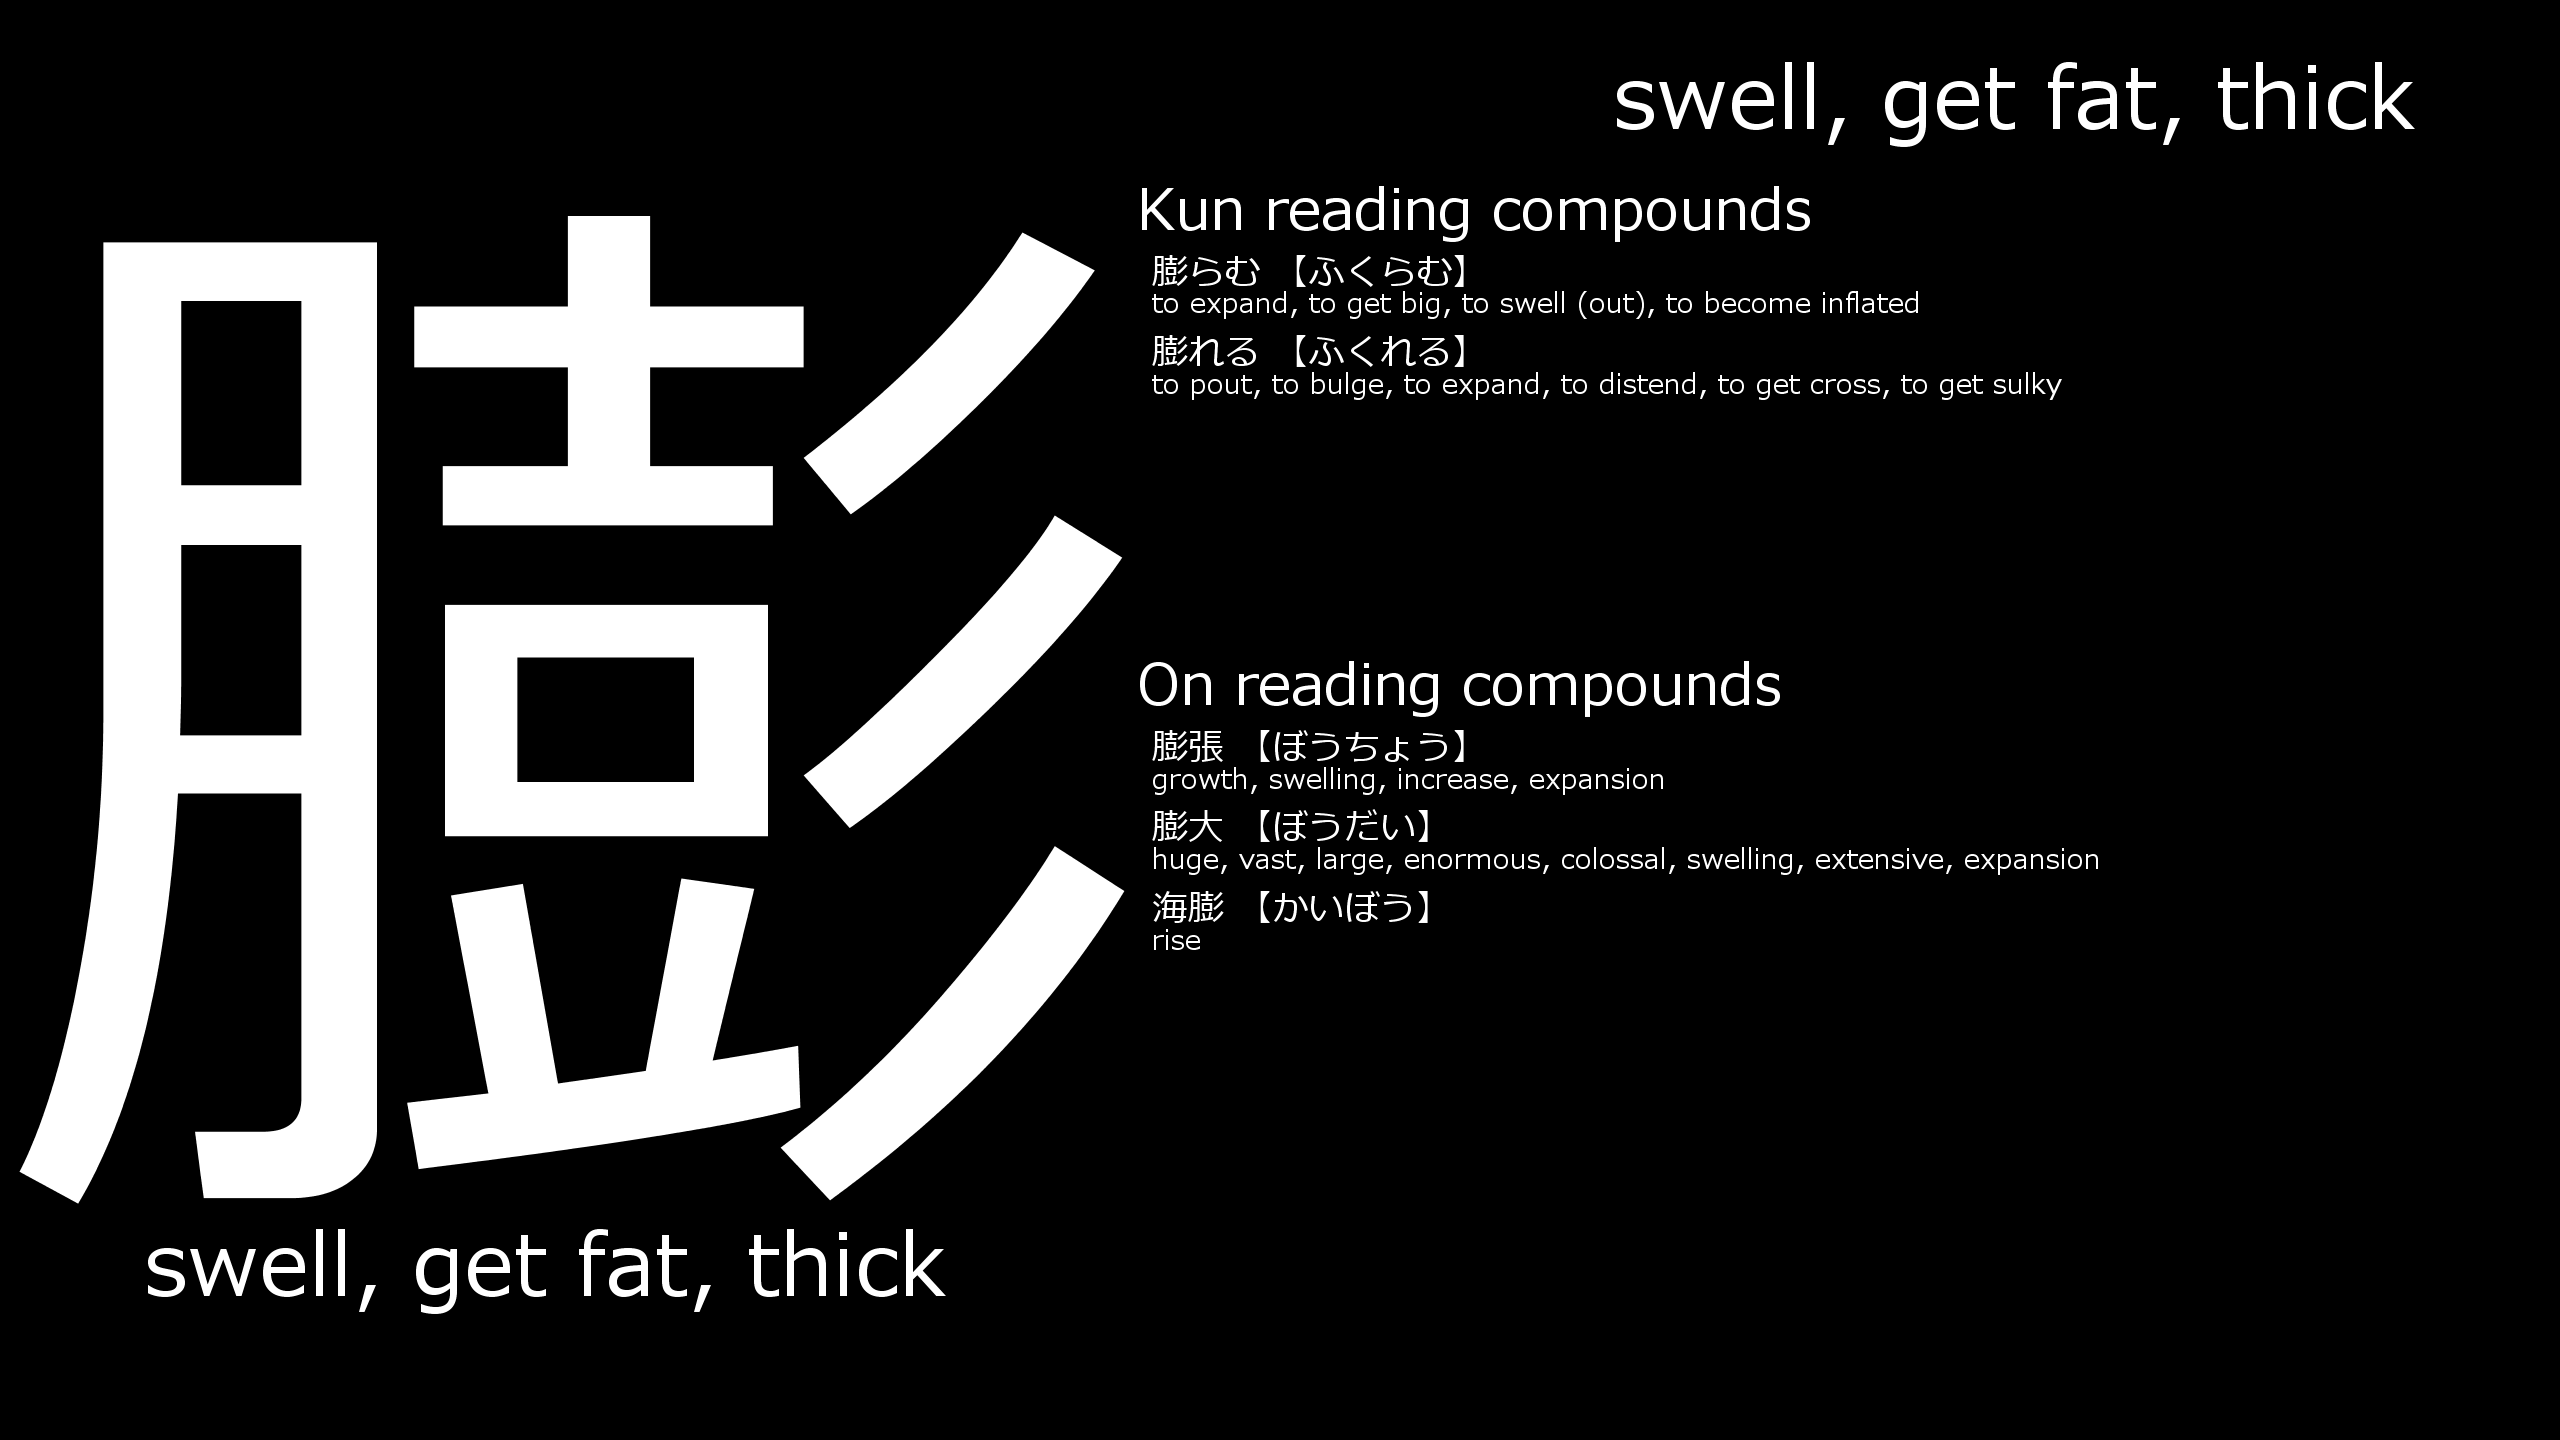 swell, get fat, thick
膨
swell, get fat, thick
Kun reading compounds
膨らむ 【ふくらむ】
to expand, to get big, to swell (out), to become inflated
膨れる 【ふくれる】
to pout, to bulge, to expand, to distend, to get cross, to get sulky
On reading compounds
膨張 【ぼうちょう】
growth, swelling, increase, expansion
膨大 【ぼうだい】
huge, vast, large, enormous, colossal, swelling, extensive, expansion
海膨 【かいぼう】
rise